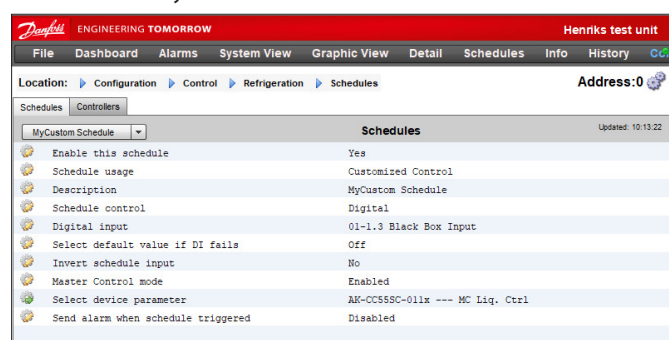 Danfoss ENGINEERING TOMORROW Henriks test unit
File Dashboard Alarms System View Graphic View Detail Schedules Info History
Location: Configuration Control Refrigeration Schedules Address:0
Schedules Controllers
MyCustom Schedule Schedules Updated: 10:13:22
Enable this schedule Yes
Schedule usage Customized Control
Description MyCustom Schedule
Schedule control Digital
Digital input 01-1.3 Black Box Input
Select default value if DI fails Off
Invert schedule input No
Master Control mode Enabled
Select device parameter AK-CC55SC-011x --- MC Liq. Ctrl
Send alarm when schedule triggered Disabled